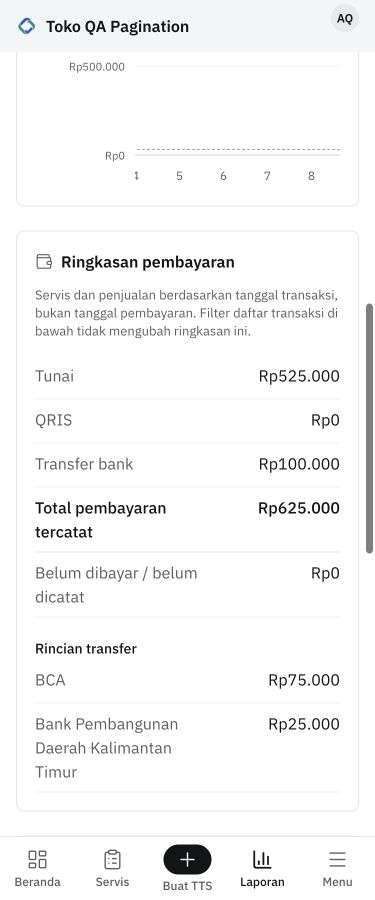 Toko QA Pagination
AQ
Rp500.000
Rp0
5 6 7 8
Ringkasan pembayaran
Servis dan penjualan berdasarkan tanggal transaksi,
bukan tanggal pembayaran. Filter daftar transaksi di
bawah tidak mengubah ringkasan ini.
Tunai Rp525.000
QRIS Rp0
Transfer bank Rp100.000
Total pembayaran Rp625.000
tercatat
Belum dibayar / belum Rp0
dicatat
Rincian transfer
BCA Rp75.000
Bank Pembangunan Rp25.000
Daerah Kalimantan
Timur
Beranda Servis Buat TTS Laporan Menu